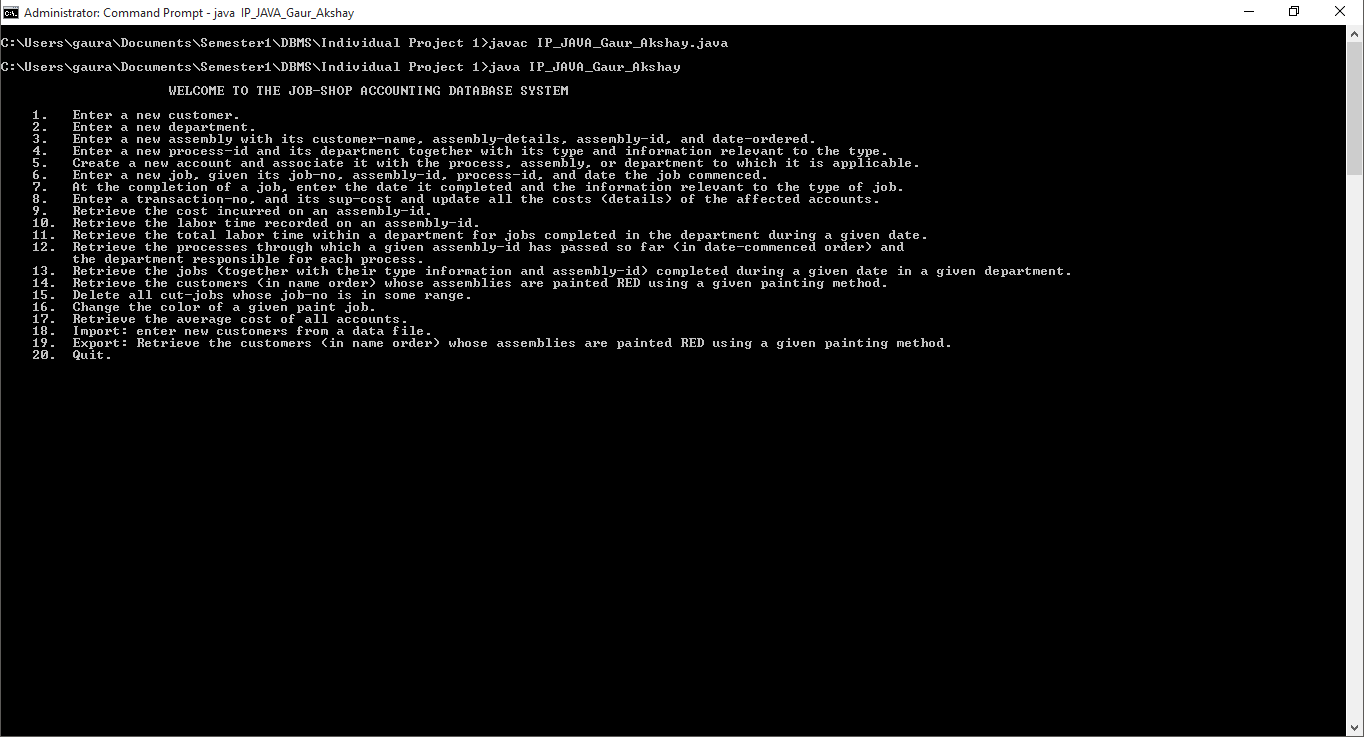 Administrator: Command Prompt - java IP_JAVA_Gaur_Akshay
C:\Users\gaura\Documents\Semester1\DBMS\Individual Project 1>javac IP_JAVA_Gaur_Akshay.java
C:\Users\gaura\Documents\Semester1\DBMS\Individual Project 1>java IP_JAVA_Gaur_Akshay
WELCOME TO THE JOB-SHOP ACCOUNTING DATABASE SYSTEM
1. Enter a new customer.
2. Enter a new department.
3. Enter a new assembly with its customer-name, assembly-details, assembly-id, and date-ordered.
4. Enter a new process-id and its department together with its type and information relevant to the type.
5. Create a new account and associate it with the process, assembly, or department to which it is applicable.
6. Enter a new job, given its job-no, assembly-id, process-id, and date the job commenced.
7. At the completion of a job, enter the date it completed and the information relevant to the type of job.
8. Enter a transaction-no, and its sup-cost and update all the costs (details) of the affected accounts.
9. Retrieve the cost incurred on an assembly-id.
10. Retrieve the labor time recorded on an assembly-id.
11. Retrieve the total labor time within a department for jobs completed in the department during a given date.
12. Retrieve the processes through which a given assembly-id has passed so far (in date-commenced order) and
the department responsible for each process.
13. Retrieve the jobs (together with their type information and assembly-id) completed during a given date in a given department.
14. Retrieve the customers (in name order) whose assemblies are painted RED using a given painting method.
15. Delete all cut-jobs whose job-no is in some range.
16. Change the color of a given paint job.
17. Retrieve the average cost of all accounts.
18. Import: enter new customers from a data file.
19. Export: Retrieve the customers (in name order) whose assemblies are painted RED using a given painting method.
20. Quit.